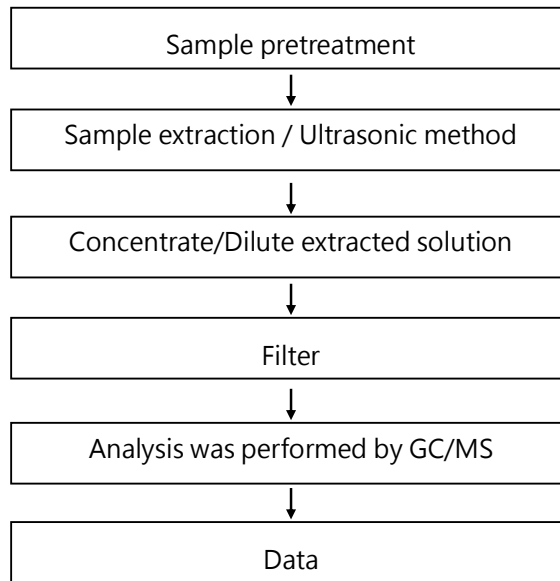 Sample pretreatment
Sample extraction / Ultrasonic method
Concentrate/Dilute extracted solution
Filter
Analysis was performed by GC/MS
Data